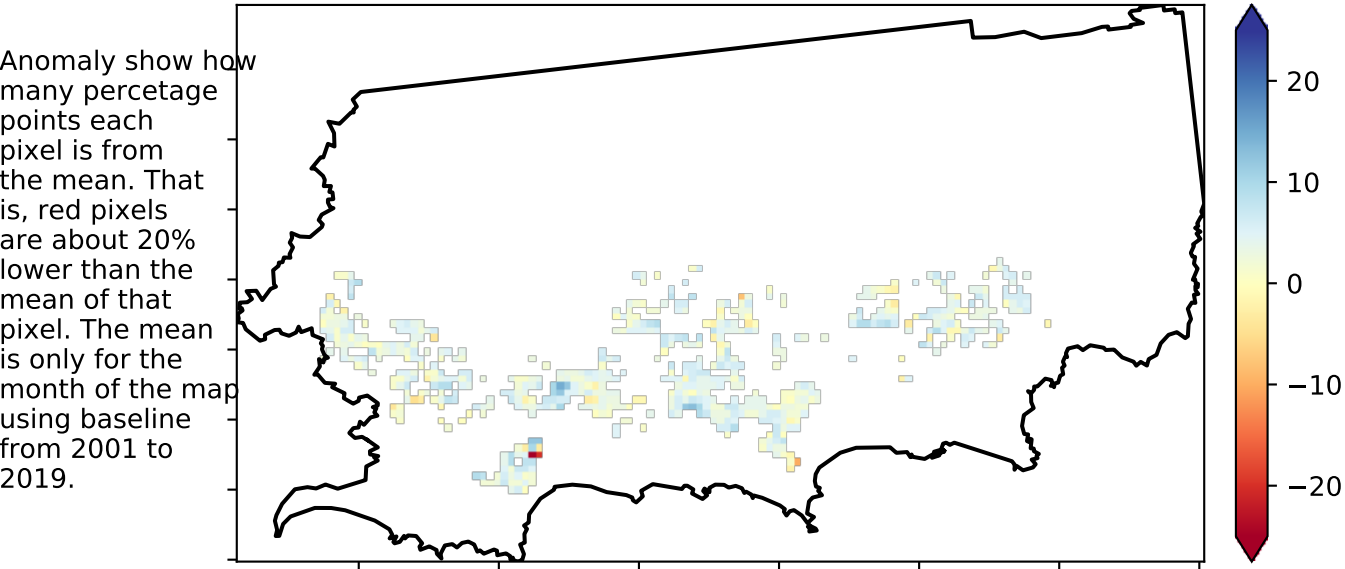 Anomaly show how
many percetage
points each
pixel is from
the mean. That
is, red pixels
are about 20%
lower than the
mean of that
pixel. The mean
is only for the
month of the map
using baseline
from 2001 to
2019.
20
10
0
−10
−20